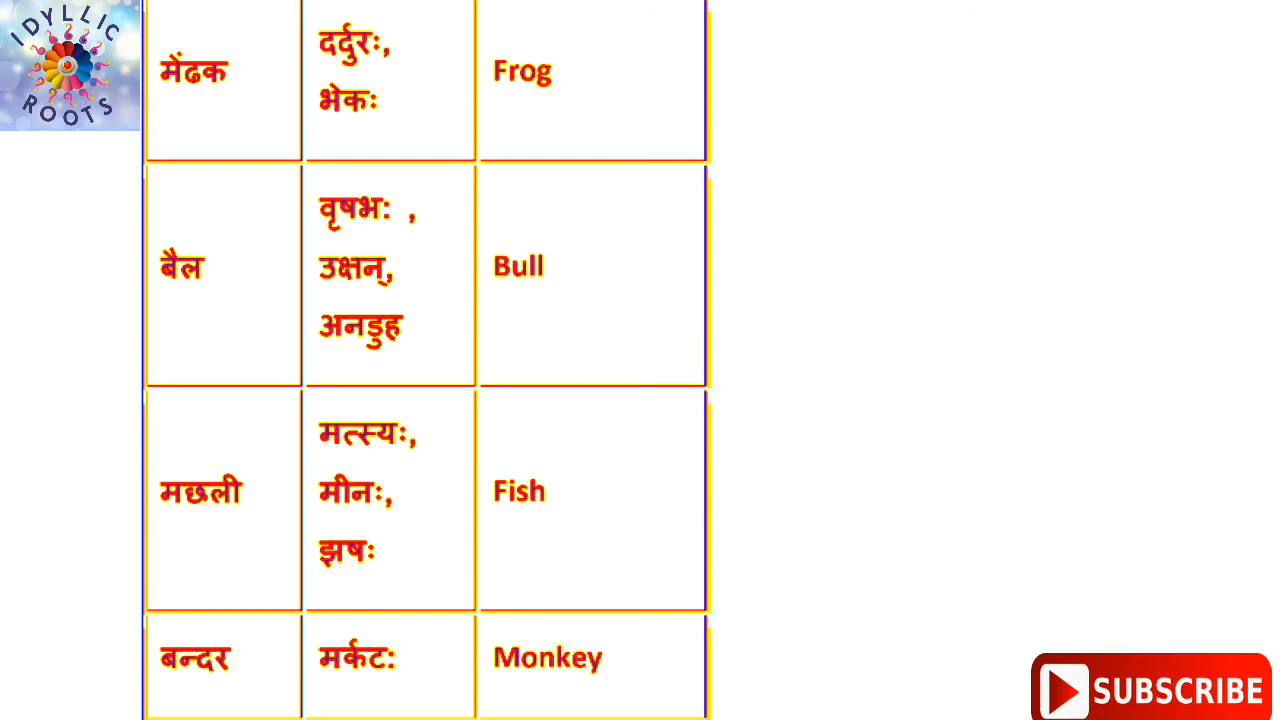 IDYLLIC
ROOTS
मेंढक
दर्दुरः,
भेकः
Frog
बैल
वृषभ: ,
उक्षन्,
अनडुह
Bull
मछली
मत्स्यः,
मीनः,
झषः
Fish
बन्दर
मर्कट:
Monkey
SUBSCRIBE